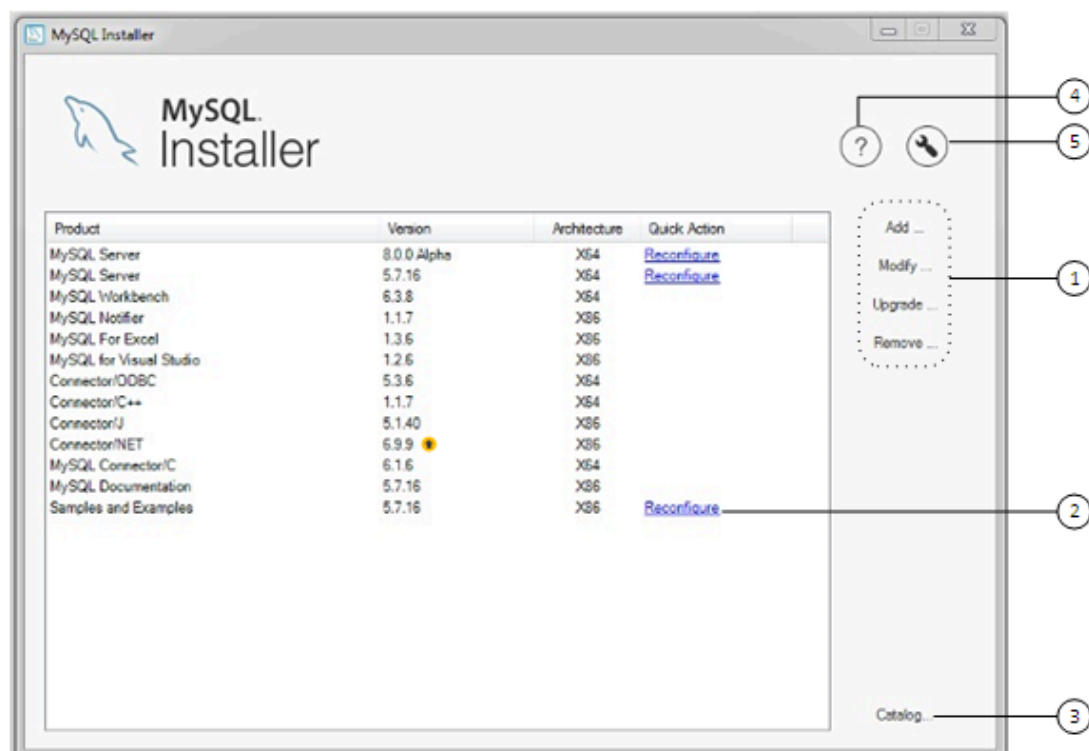 MySQL Installer
MySQL.
Installer
4
5
?
Product Version Architecture Quick Action
MySQL Server 8.0.0 Alpha X64 Reconfigure
MySQL Server 5.7.16 X64 Reconfigure
MySQL Workbench 6.3.8 X64
MySQL Notifier 1.1.7 X86
MySQL For Excel 1.3.6 X86
MySQL for Visual Studio 1.2.6 X86
Connector/ODBC 5.3.6 X64
Connector/C++ 1.1.7 X64
Connector/J 5.1.40 X86
Connector/NET 6.9.9 X86
MySQL Connector/C 6.1.6 X64
MySQL Documentation 5.7.16 X86
Samples and Examples 5.7.16 X86 Reconfigure
Add ...
Modify ...
Upgrade ...
Remove ...
1
2
Catalog...
3